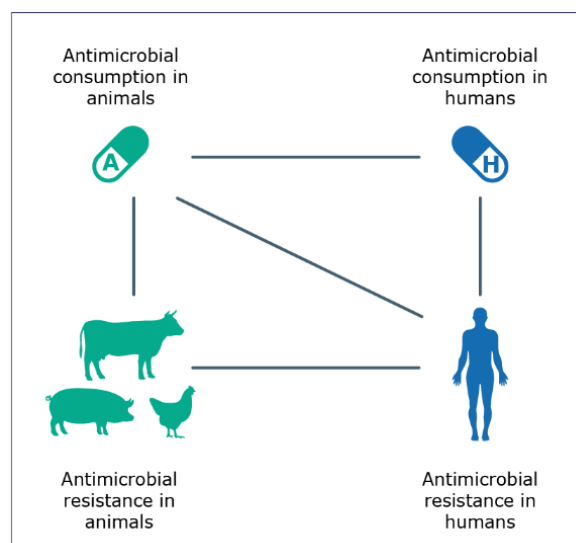 Antimicrobial
consumption in
animals
Antimicrobial
consumption in
humans
A
H
Antimicrobial
resistance in
animals
Antimicrobial
resistance in
humans